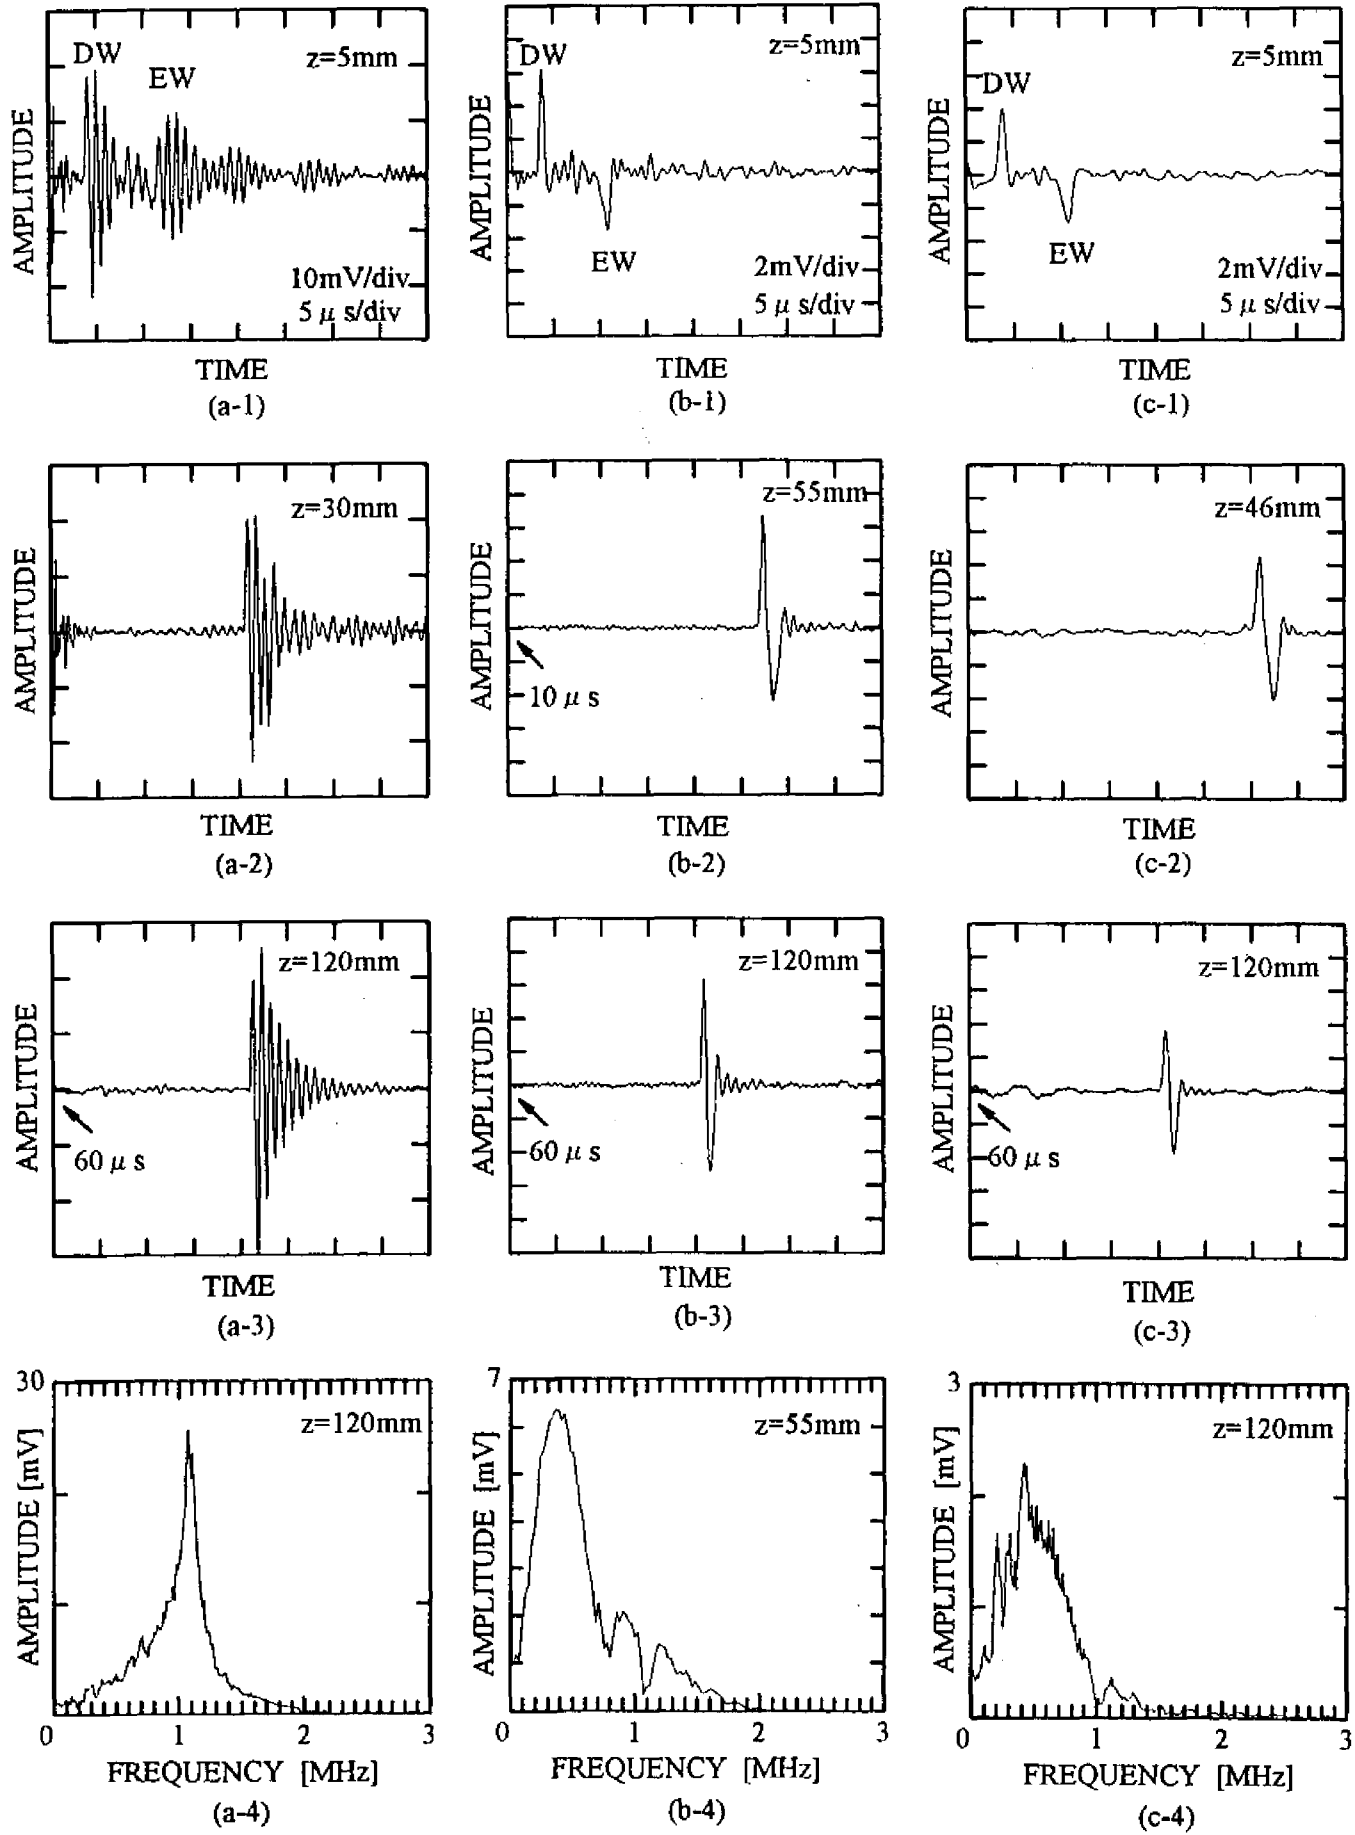 DW
EW
z=5mm
10mV/div
5 μ s/div
AMPLITUDE
TIME
(a-1)
DW
z=5mm
EW
2mV/div
5 μ s/div
AMPLITUDE
TIME
(b-1)
DW
z=5mm
EW
2mV/div
5 μ s/div
AMPLITUDE
TIME
(c-1)
z=30mm
AMPLITUDE
TIME
(a-2)
z=55mm
10 μ s
AMPLITUDE
TIME
(b-2)
z=46mm
AMPLITUDE
TIME
(c-2)
z=120mm
60 μ s
AMPLITUDE
TIME
(a-3)
z=120mm
60 μ s
AMPLITUDE
TIME
(b-3)
z=120mm
60 μ s
AMPLITUDE
TIME
(c-3)
30
z=120mm
AMPLITUDE [mV]
0 1 2 3
FREQUENCY [MHz]
(a-4)
7
z=55mm
AMPLITUDE [mV]
0 1 2 3
FREQUENCY [MHz]
(b-4)
3
z=120mm
AMPLITUDE [mV]
0 1 2 3
FREQUENCY [MHz]
(c-4)